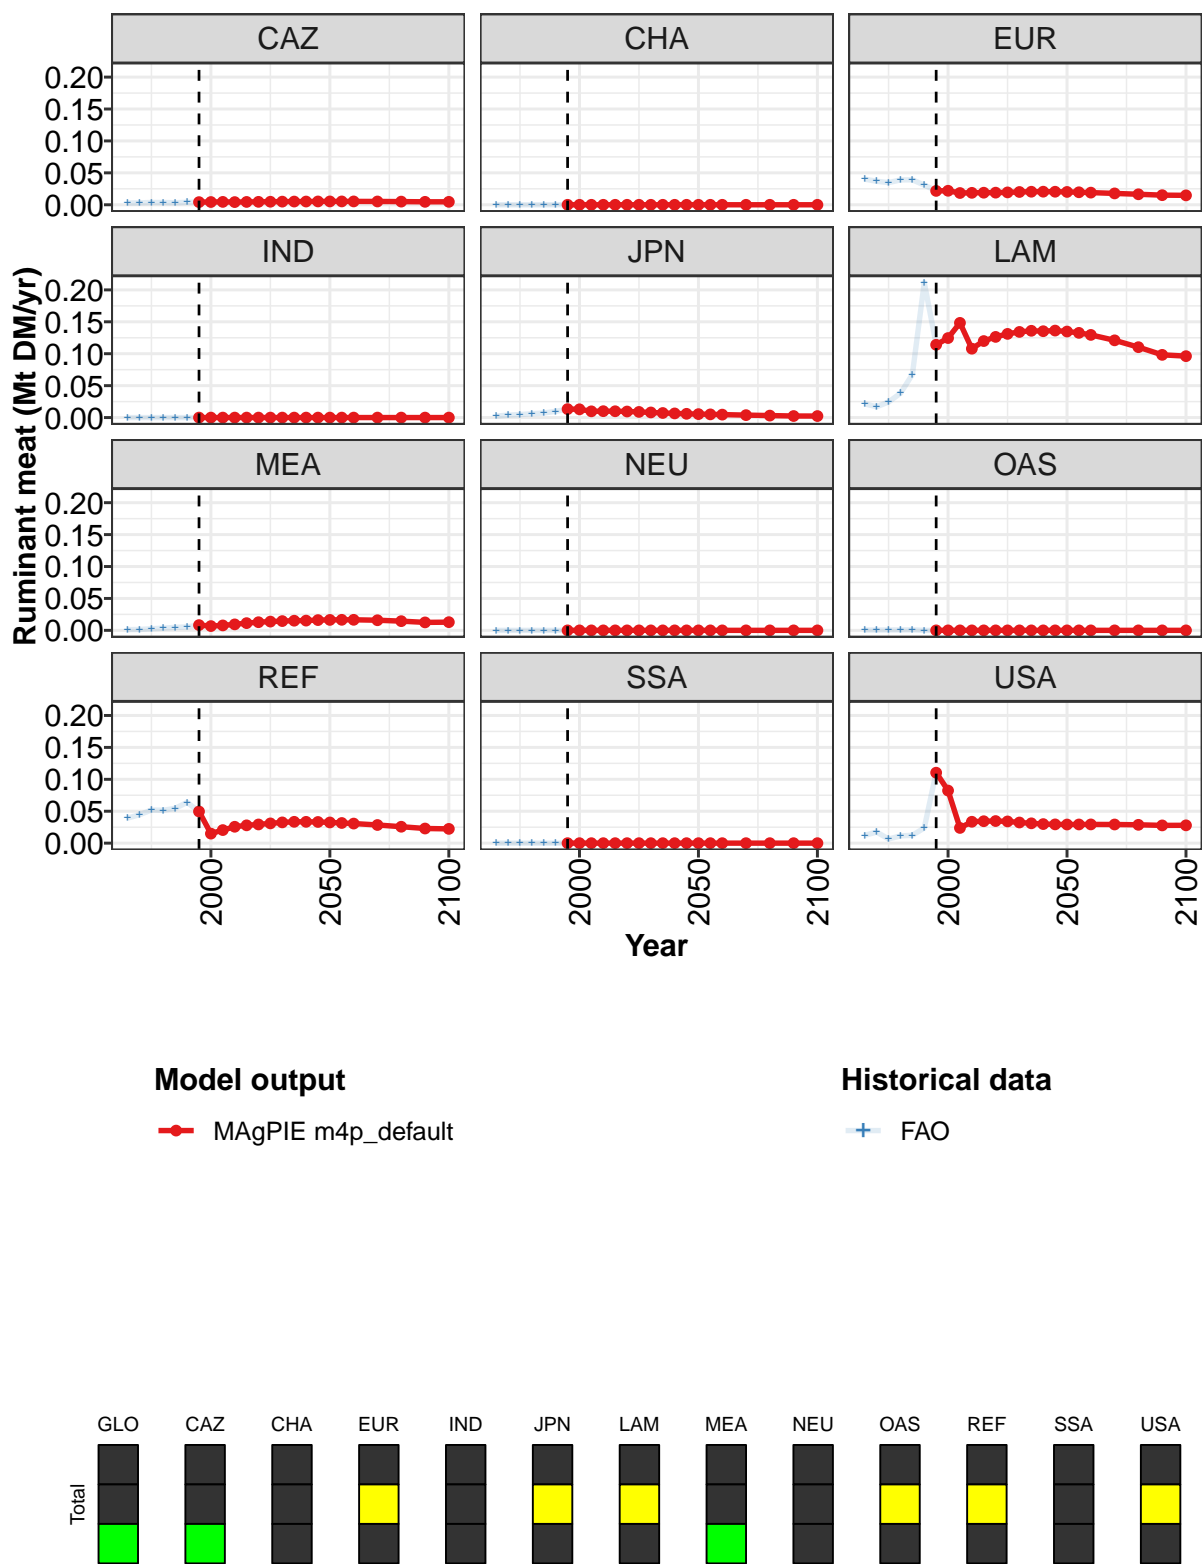 CAZ CHA EUR
0.20
0.15
0.10
0.05
0.00
IND JPN LAM
0.20
0.15
0.10
0.05
0.00
Ruminant meat (Mt DM/yr)
MEA NEU OAS
0.20
0.15
0.10
0.05
0.00
REF SSA USA
0.20
0.15
0.10
0.05
0.00
2000 2050 2100 2000 2050 2100 2000 2050 2100
Year
Model output Historical data
MAgPIE m4p_default FAO
GLO CAZ CHA EUR IND JPN LAM MEA NEU OAS REF SSA USA
Total